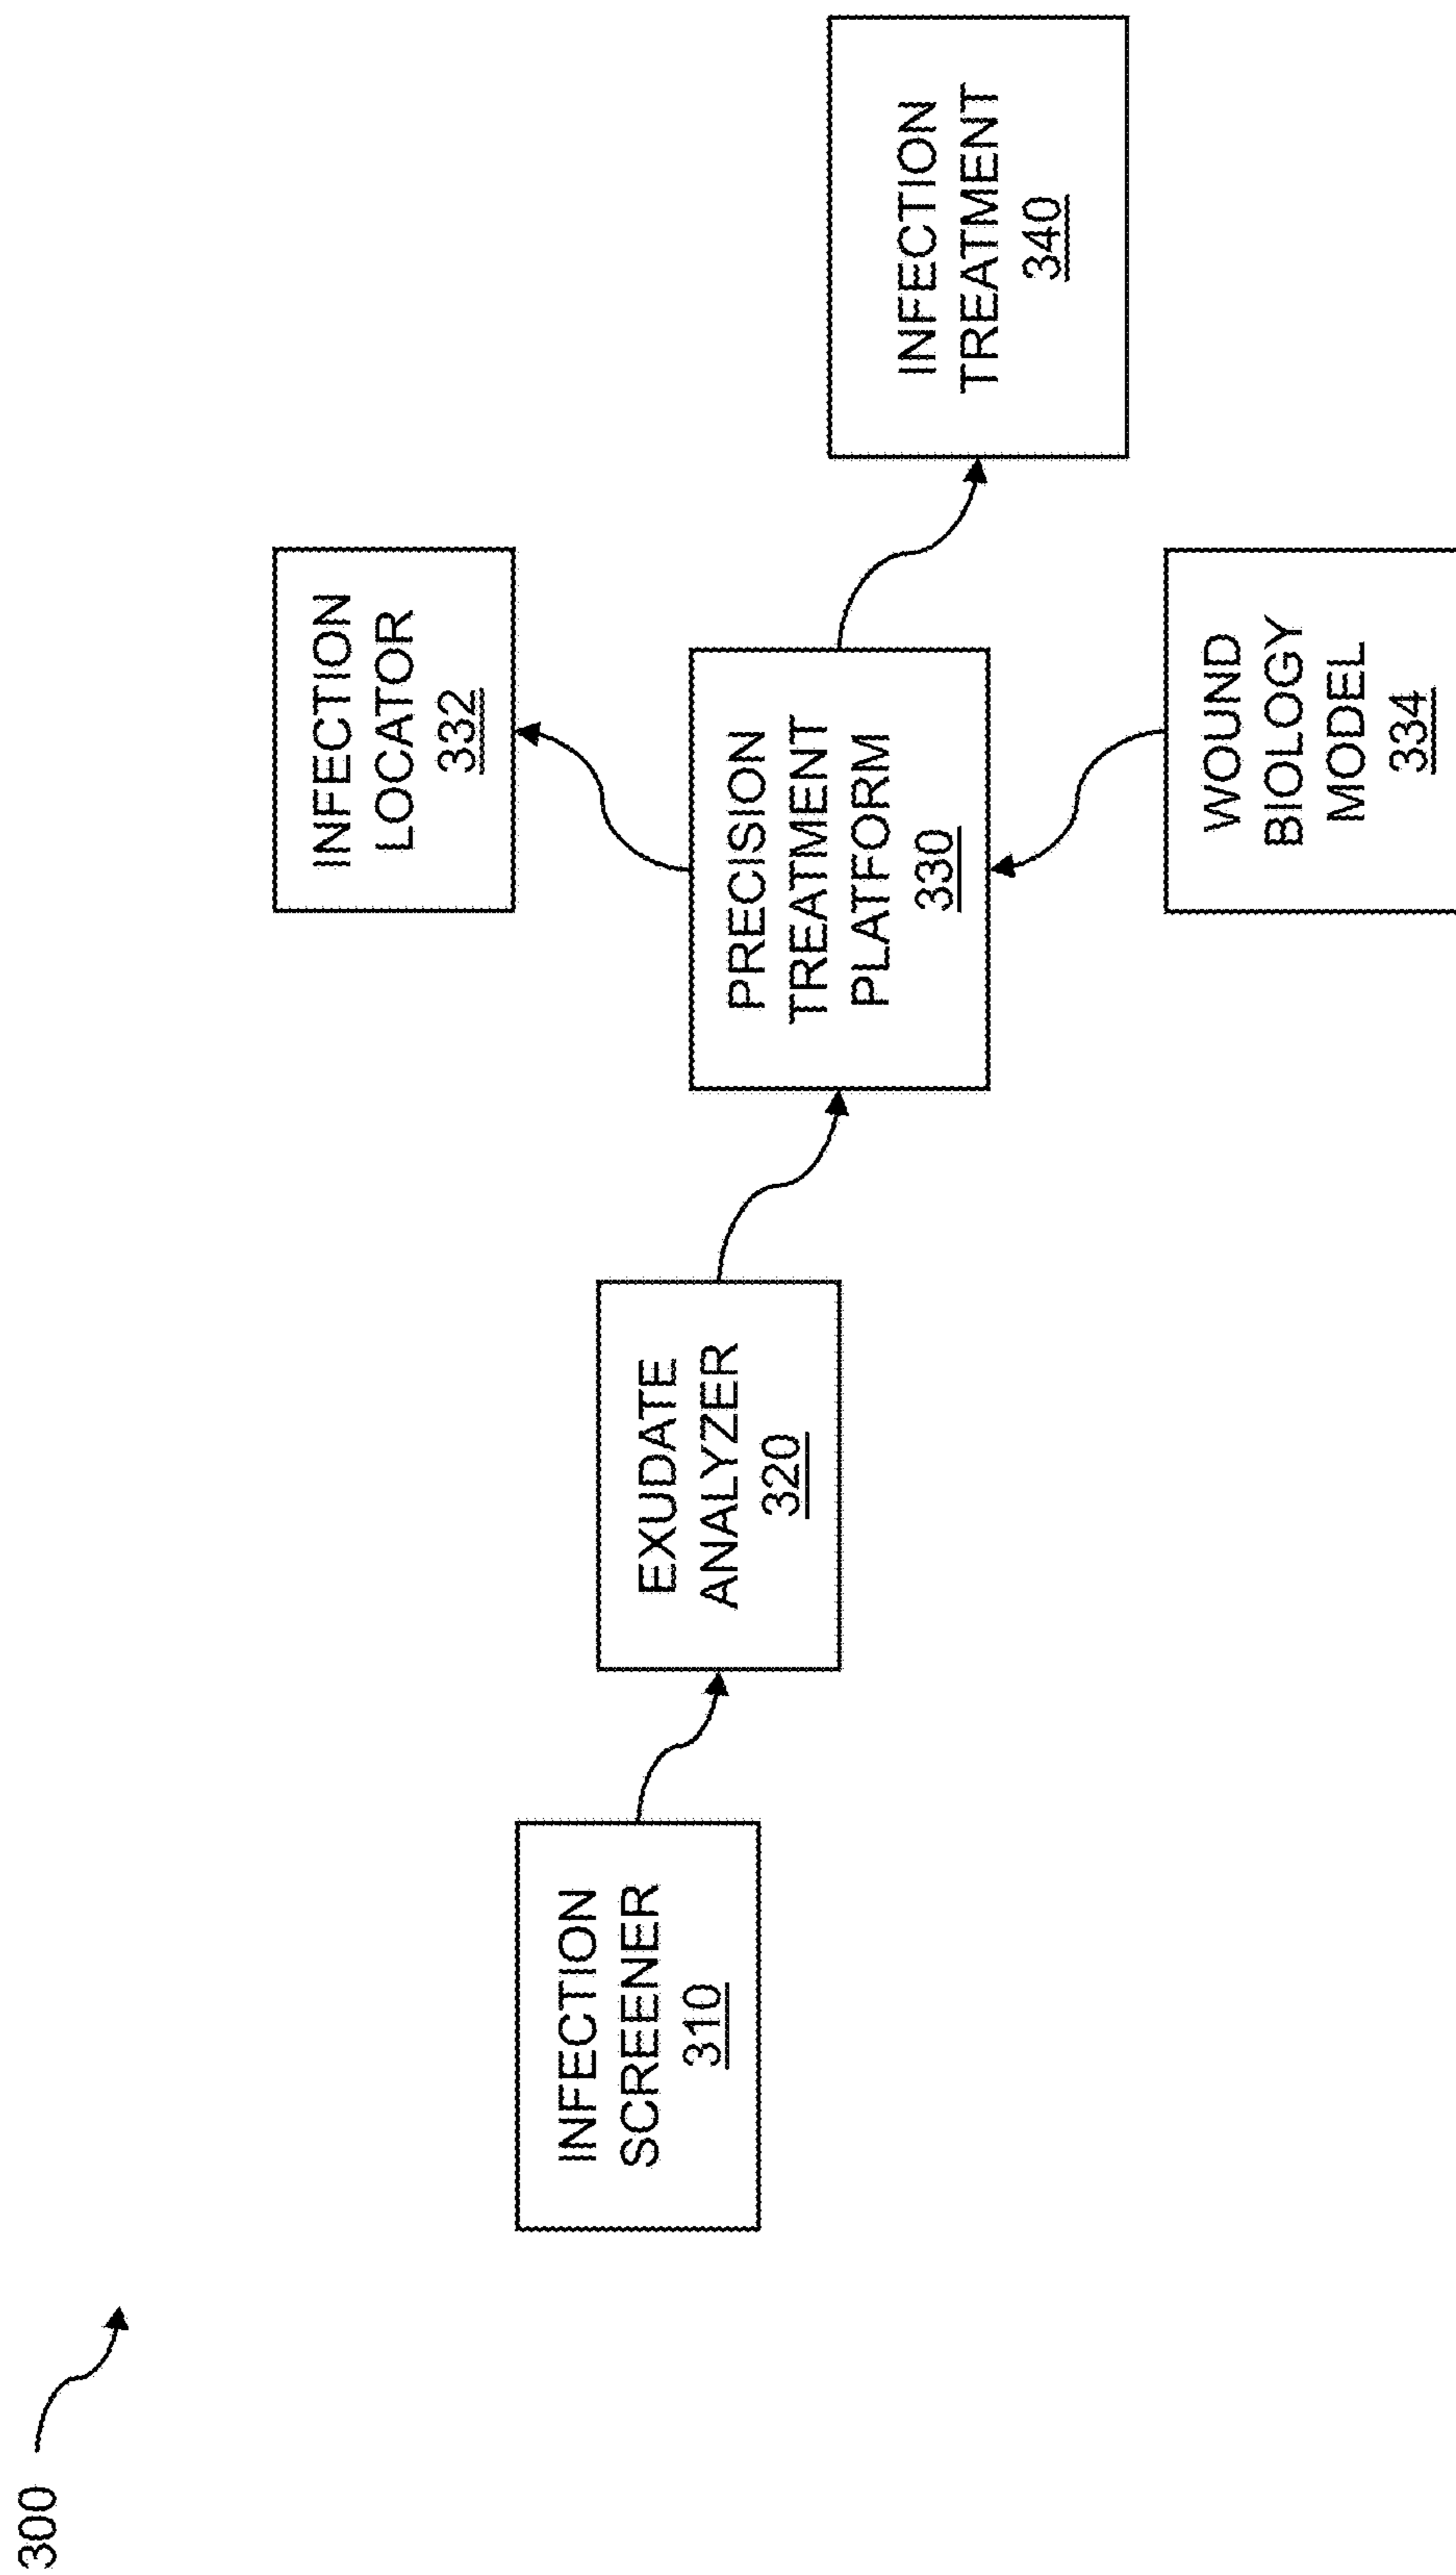 300
INFECTION
SCREENER
310
EXUDATE
ANALYZER
320
INFECTION
LOCATOR
332
PRECISION
TREATMENT
PLATFORM
330
WOUND
BIOLOGY
MODEL
334
INFECTION
TREATMENT
340